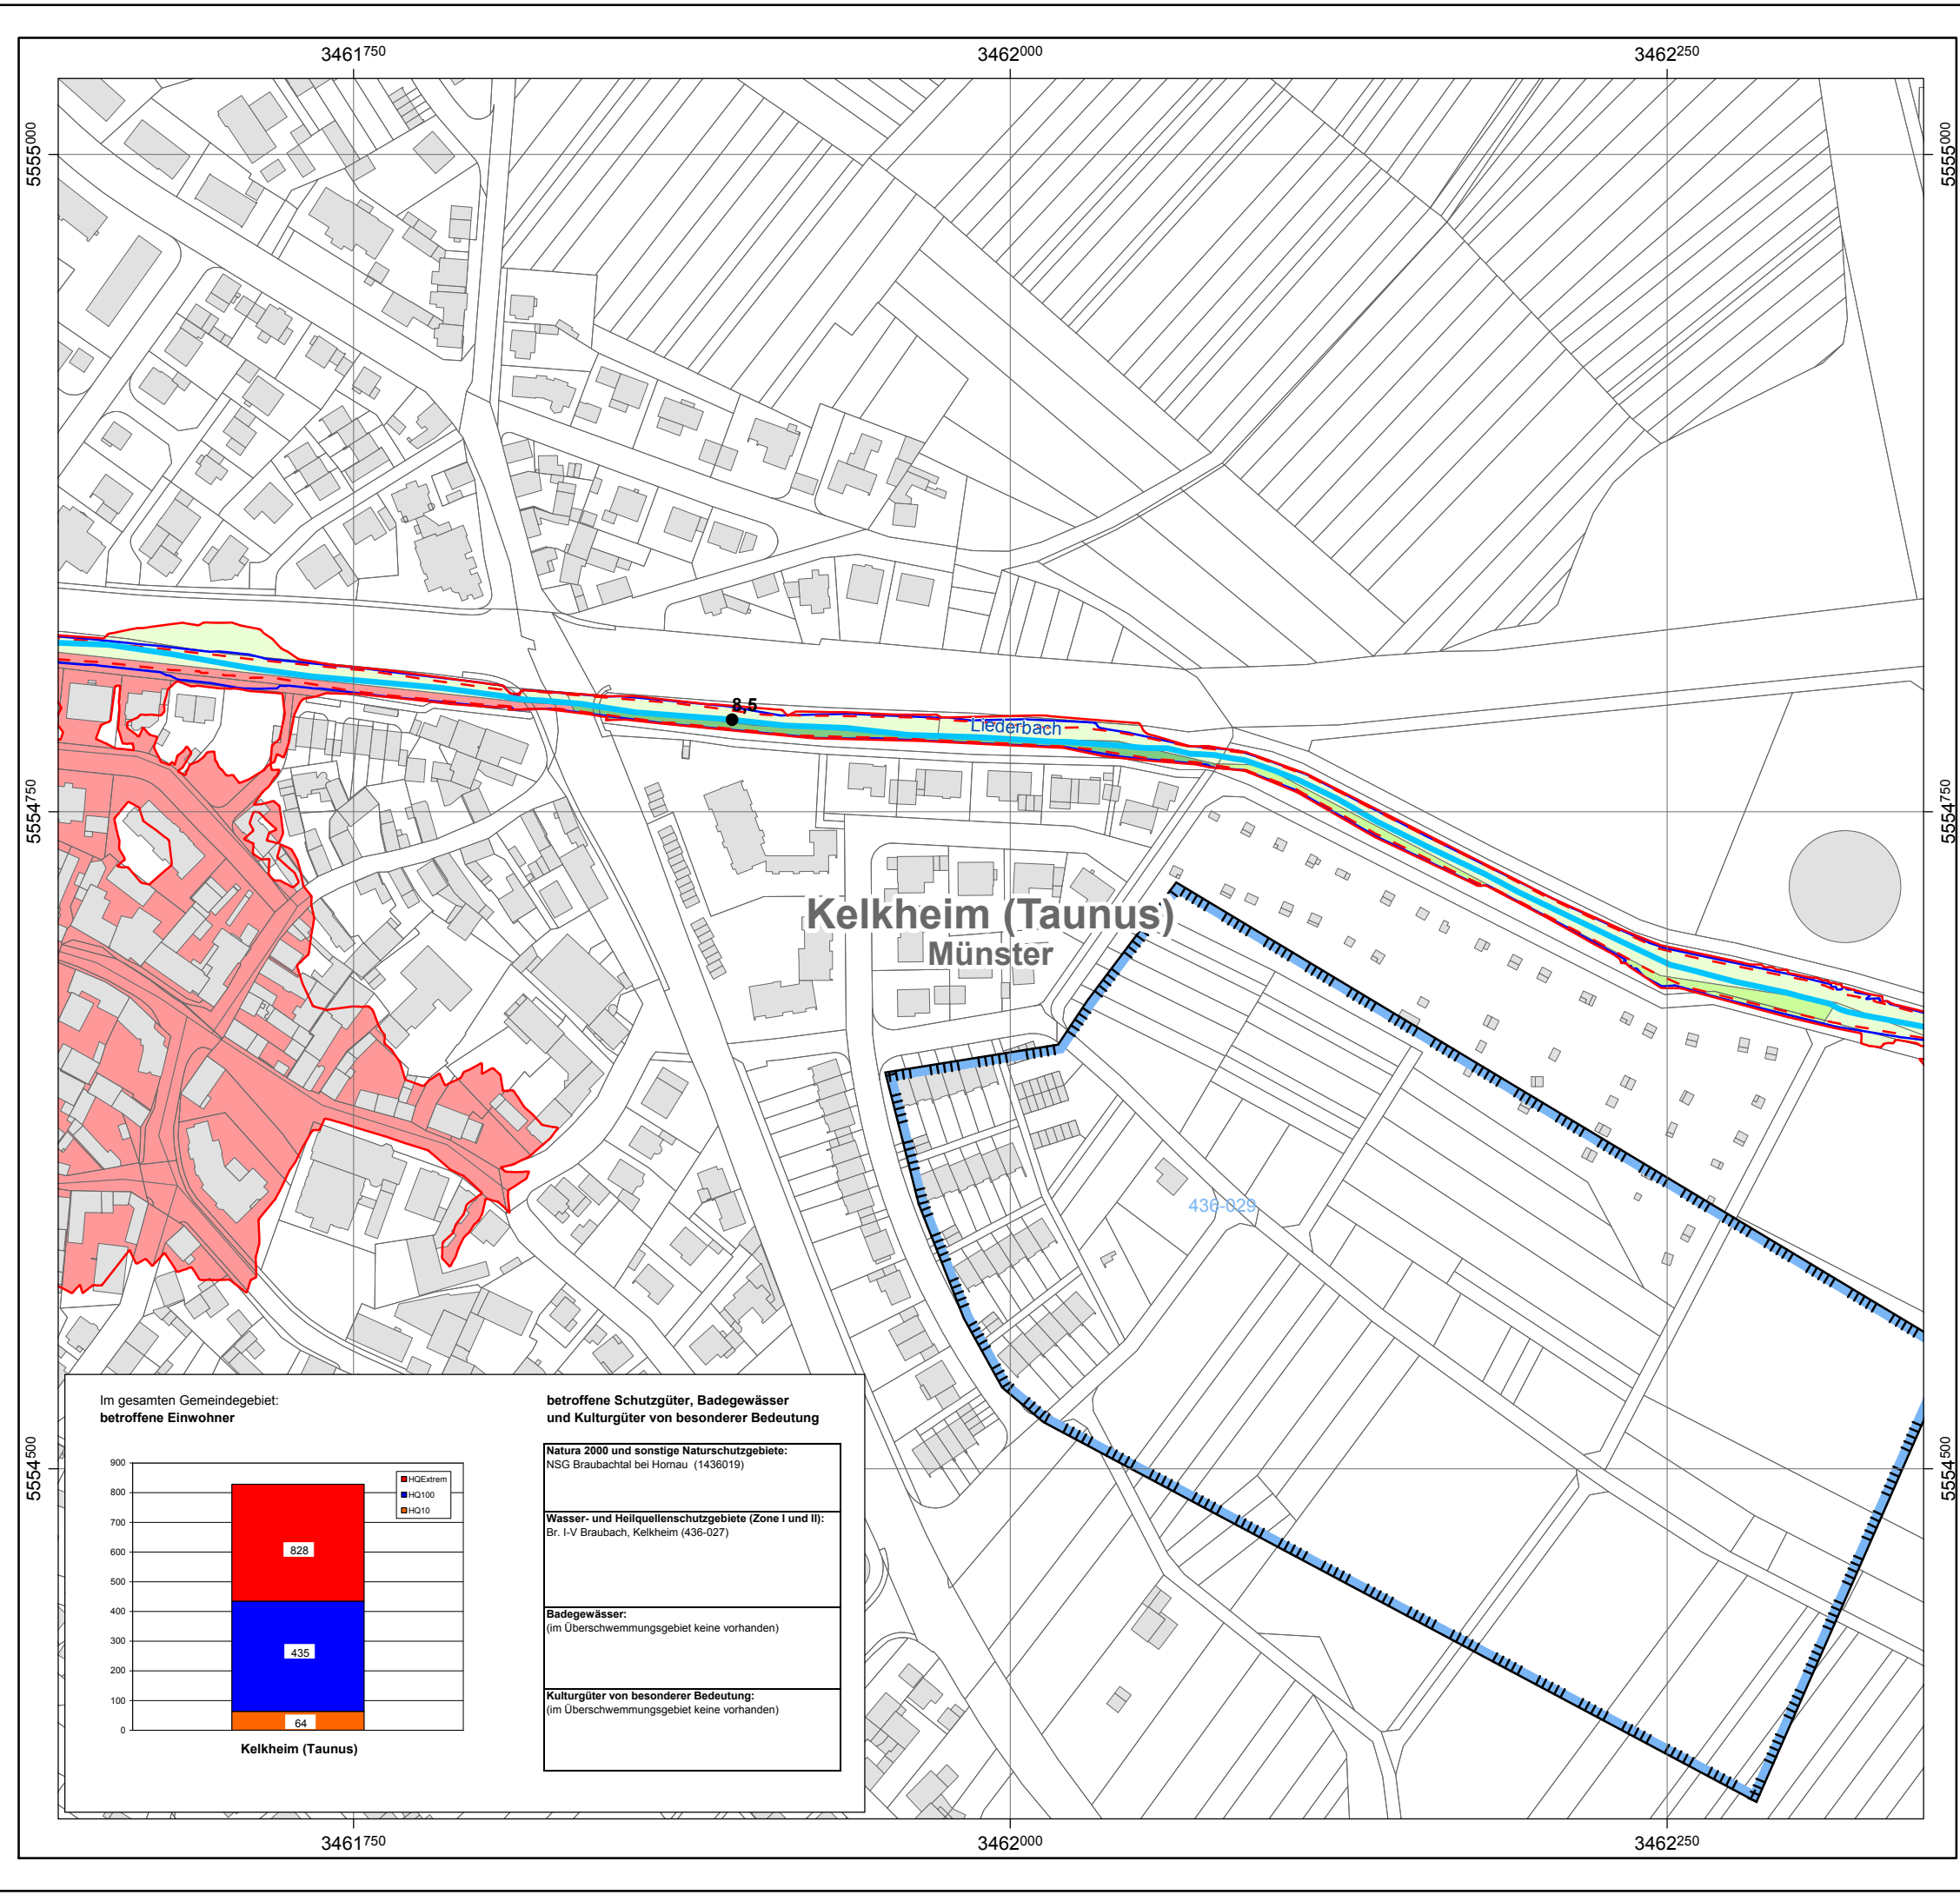 3461750
3462000
3462250
5555000
5555000
8,5
Liederbach
5554750
5554750
Kelkheim (Taunus)
Münster
436-029
Im gesamten Gemeindegebiet:
betroffene Einwohner
900
800
700
600
500
400
300
200
100
0
HQExtrem
HQ100
HQ10
828
435
64
Kelkheim (Taunus)
betroffene Schutzgüter, Badegewässer
und Kulturgüter von besonderer Bedeutung
Natura 2000 und sonstige Naturschutzgebiete:
NSG Braubachtal bei Hornau (1436019)
Wasser- und Heilquellenschutzgebiete (Zone I und II):
Br. I-V Braubach, Kelkheim (436-027)
Badegewässer:
(im Überschwemmungsgebiet keine vorhanden)
Kulturgüter von besonderer Bedeutung:
(im Überschwemmungsgebiet keine vorhanden)
5554500
5554500
3461750
3462000
3462250